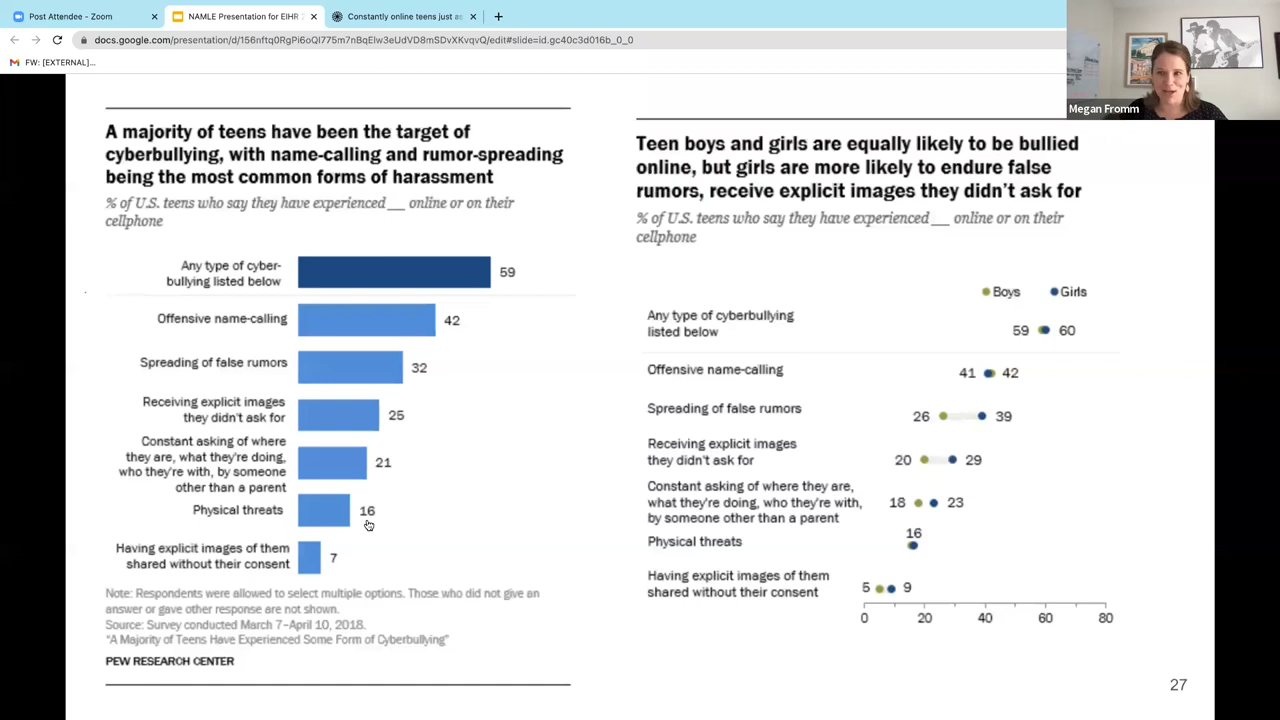 Post Attendee - Zoom
NAMLE Presentation for EIHR 2
Constantly online teens just as
docs.google.com/presentation/d/156nftq0RgPi6oQI775m7nBqElw3eUdVD8mSDvXKvqvQ/edit#slide=id.gc40c3d016b_0_0
FW: [EXTERNAL]...
Megan Fromm
A majority of teens have been the target of
cyberbullying, with name-calling and rumor-spreading
being the most common forms of harassment
% of U.S. teens who say they have experienced __ online or on their
cellphone
Any type of cyber-
bullying listed below
59
Offensive name-calling
42
Spreading of false rumors
32
Receiving explicit images
they didn't ask for
25
Constant asking of where
they are, what they're doing,
who they're with, by someone
other than a parent
21
Physical threats
16
Having explicit images of them
shared without their consent
7
Note: Respondents were allowed to select multiple options. Those who did not give an
answer or gave other response are not shown.
Source: Survey conducted March 7-April 10, 2018.
"A Majority of Teens Have Experienced Some Form of Cyberbullying"
PEW RESEARCH CENTER
Teen boys and girls are equally likely to be bullied
online, but girls are more likely to endure false
rumors, receive explicit images they didn't ask for
% of U.S. teens who say they have experienced __ online or on their
cellphone
Boys Girls
Any type of cyberbullying
listed below
59 60
Offensive name-calling
41 42
Spreading of false rumors
26 39
Receiving explicit images
they didn't ask for
20 29
Constant asking of where they are,
what they're doing, who they're with,
by someone other than a parent
18 23
Physical threats
16
Having explicit images of them
shared without their consent
5 9
0 20 40 60 80
27